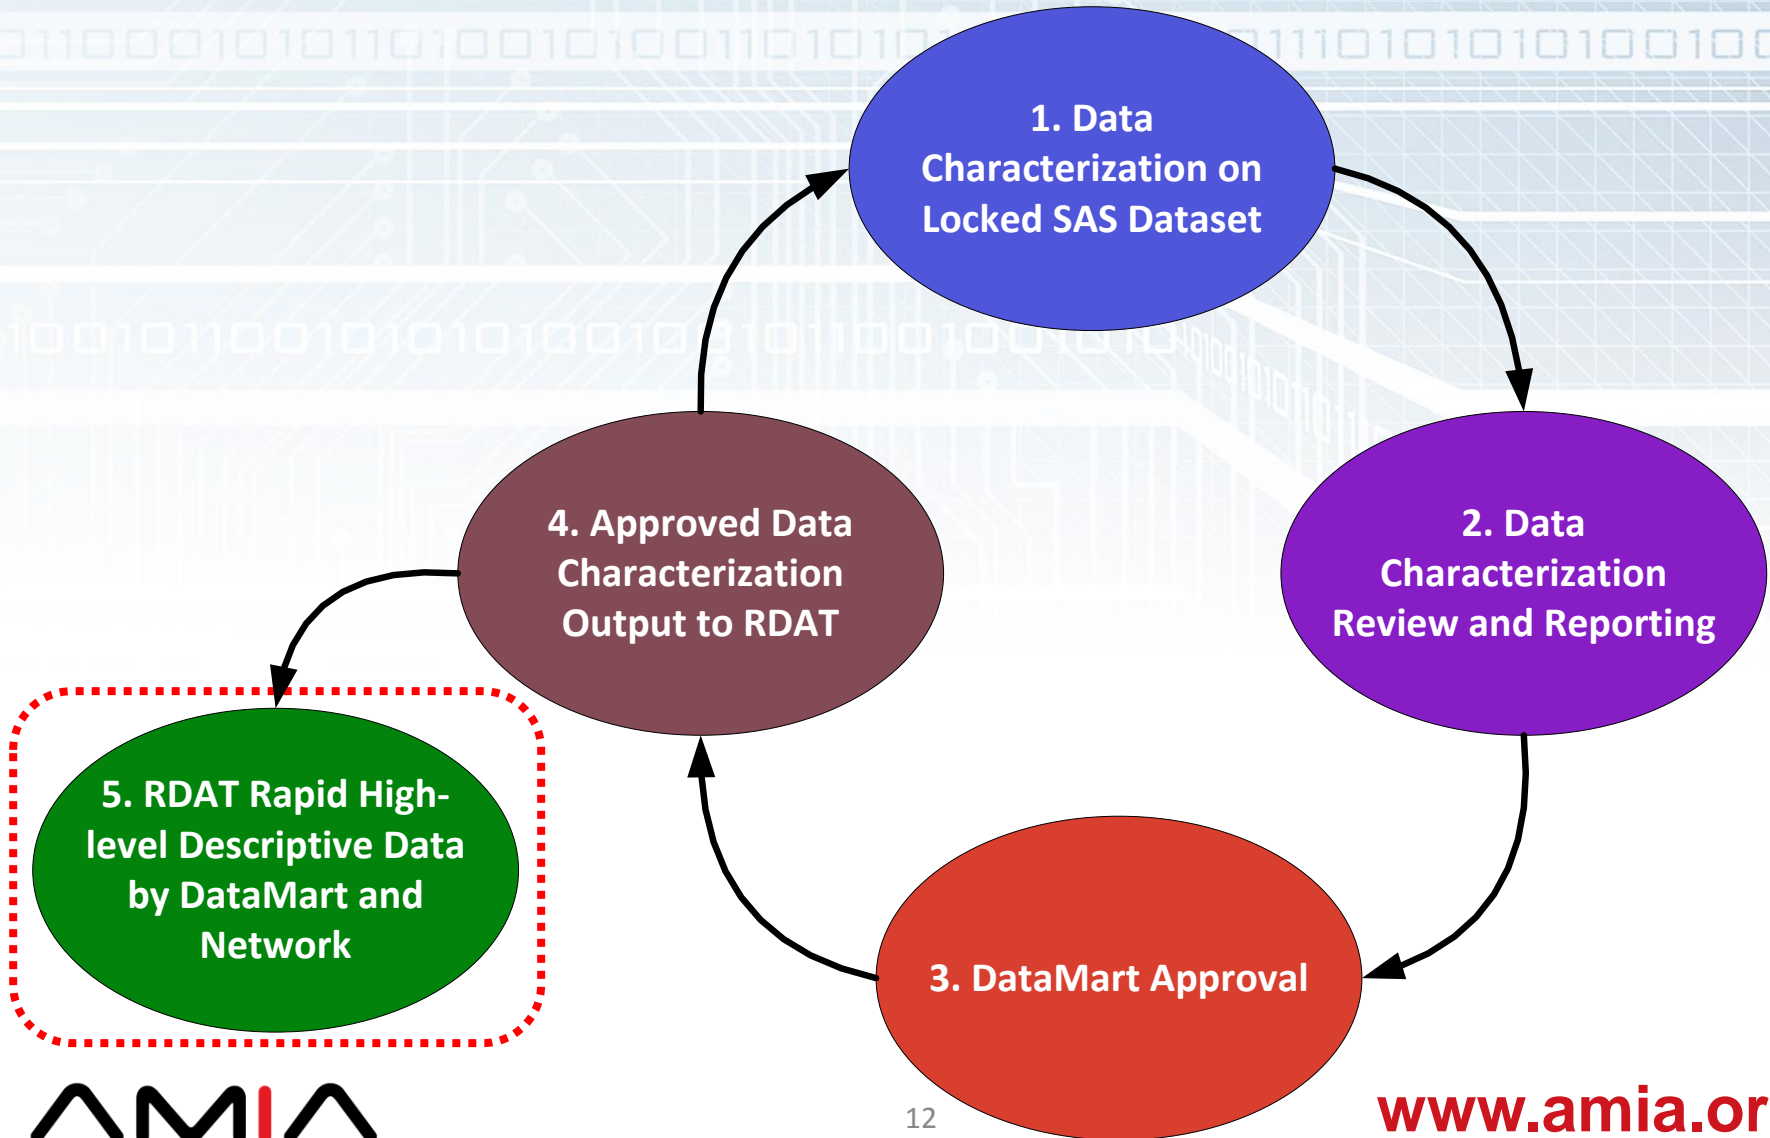 1. Data
Characterization on
Locked SAS Dataset
2. Data
Characterization
Review and Reporting
3. DataMart Approval
4. Approved Data
Characterization
Output to RDAT
5. RDAT Rapid High-
level Descriptive Data
by DataMart and
Network
AMIA
12
www.amia.or